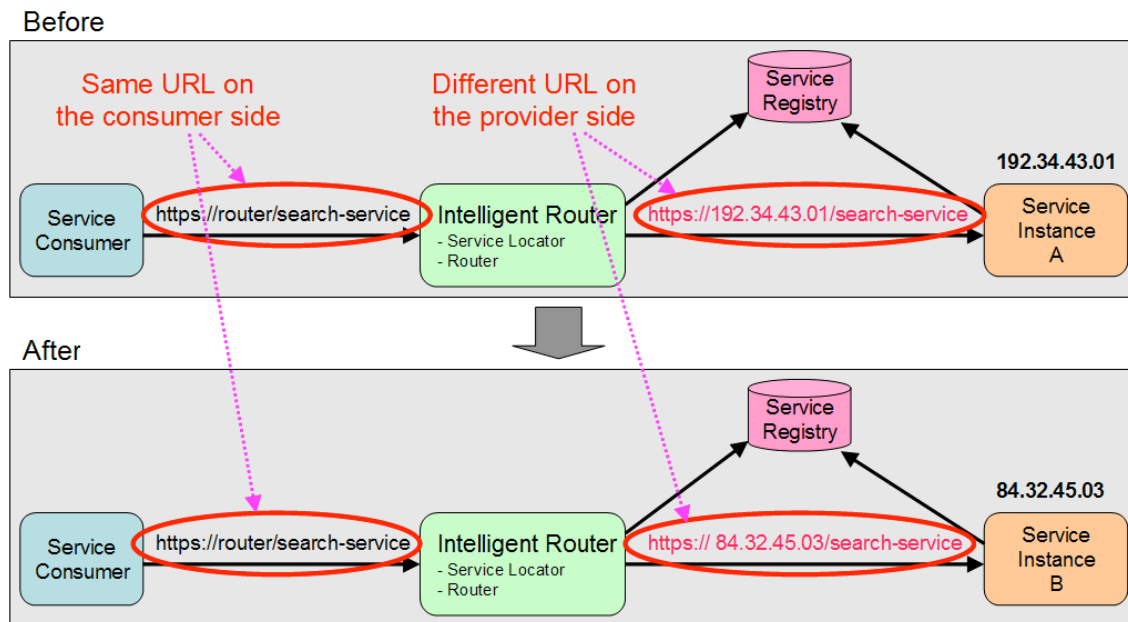 Before
Same URL on
the consumer side
Different URL on
the provider side
Service
Registry
192.34.43.01
Service
Consumer
https://router/search-service
Intelligent Router
- Service Locator
- Router
https://192.34.43.01/search-service
Service
Instance
A
After
Service
Registry
84.32.45.03
Service
Consumer
https://router/search-service
Intelligent Router
- Service Locator
- Router
https:// 84.32.45.03/search-service
Service
Instance
B